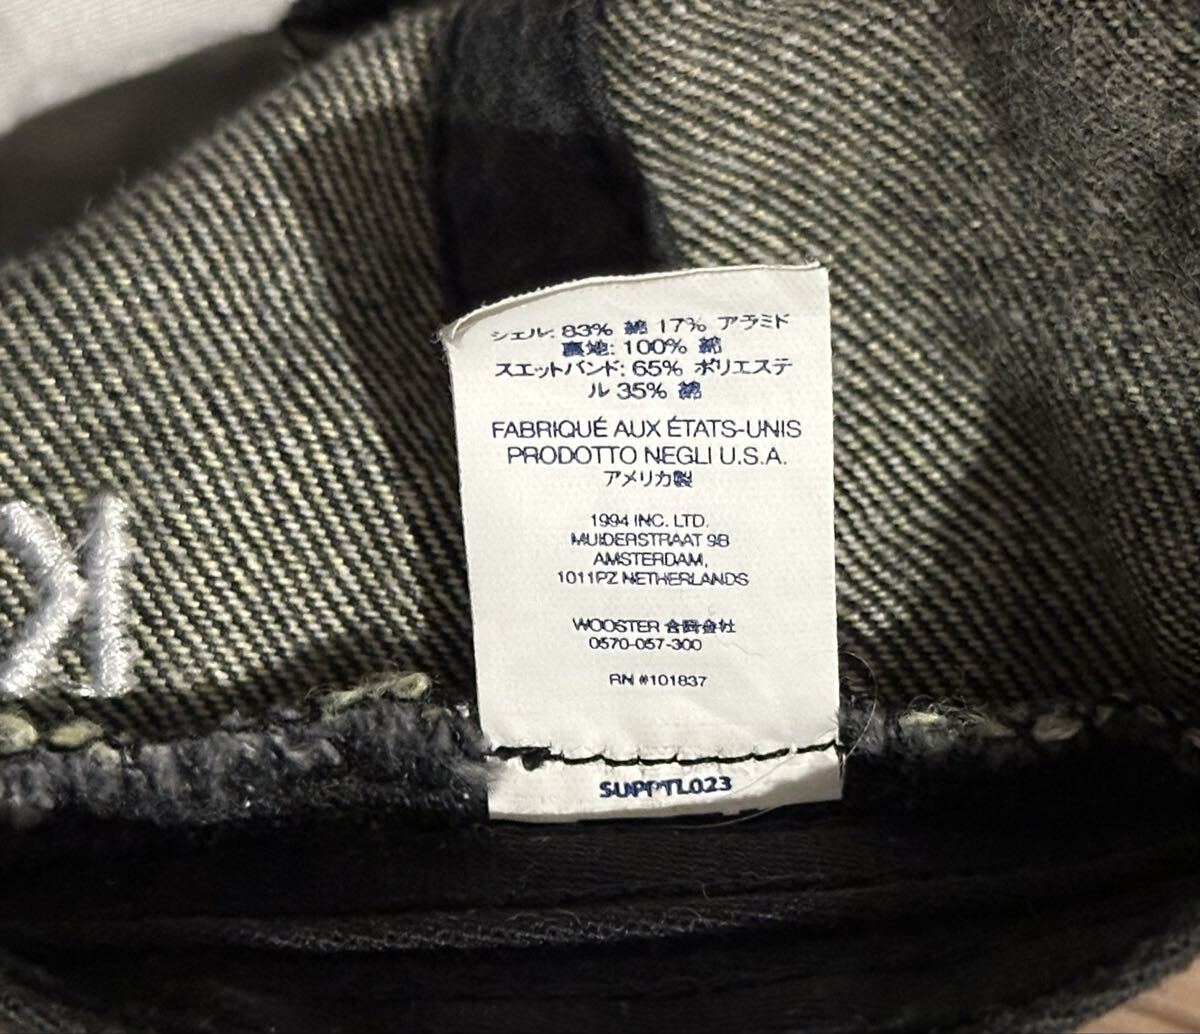 シェル: 83% 綿 17% アラミド
裏地: 100% 綿
スエットバンド: 65% ポリエステ
ル 35% 綿
FABRIQUÉ AUX ÉTATS-UNIS
PRODOTTO NEGLI U.S.A.
アメリカ製
1994 INC. LTD.
MUIDERSTRAAT 9B
AMSTERDAM,
1011PZ NETHERLANDS
WOOSTER 合同会社
0570-057-300
RN #101837
SUPPTL023